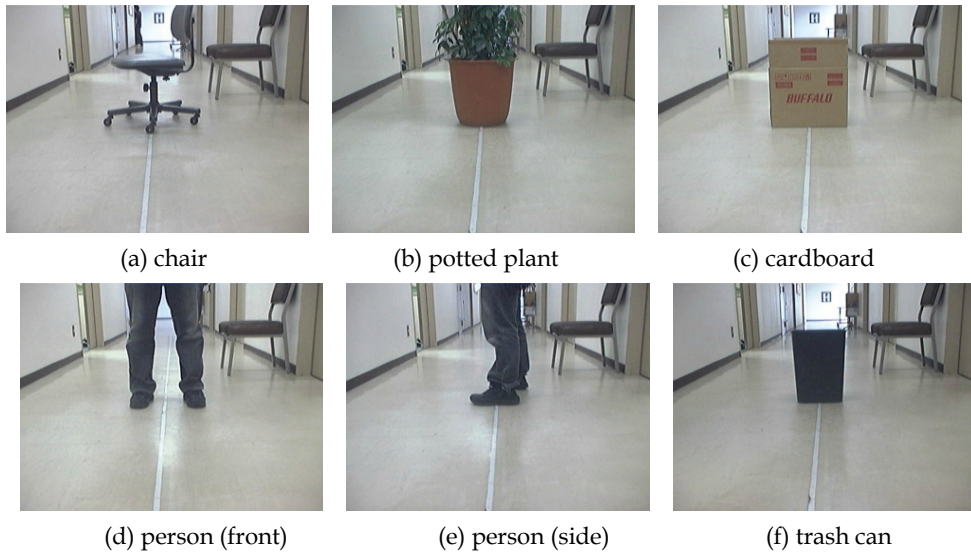 BUFFALO
(a) chair
(b) potted plant
(c) cardboard
(d) person (front)
(e) person (side)
(f) trash can